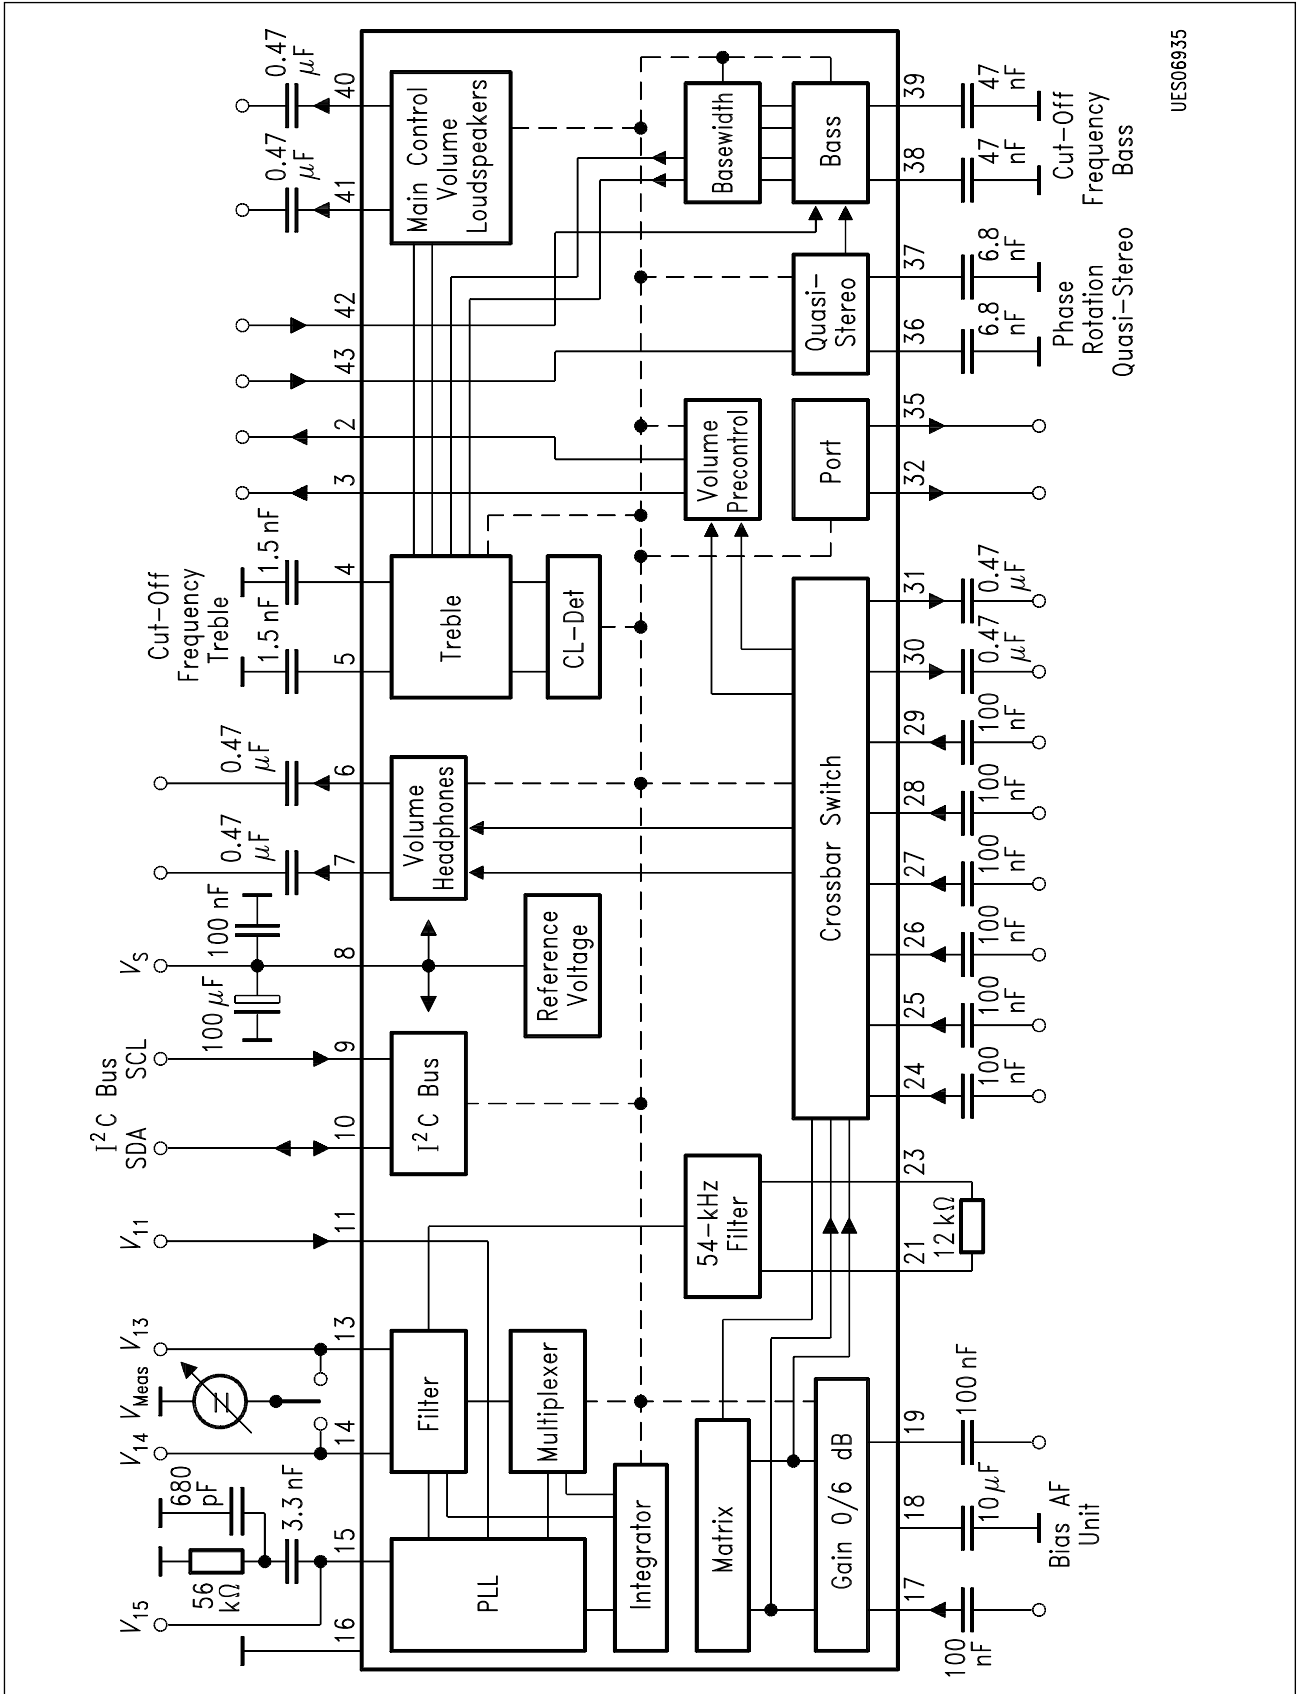 UES06935
0.47
μF
40
0.47
μF
41
42
43
2
3
Cut-Off
Frequency
Treble
1.5 nF
4
1.5 nF
5
0.47
μF
6
0.47
μF
7
100 nF
V_S
100 μF
8
I²C Bus
SCL
9
SDA
10
V_11
11
V_13
13
V_Meas
V_14
14
680
pF
3.3 nF
15
56
kΩ
V_15
16
Main Control
Volume
Loudspeakers
Basewidth
Bass
Quasi-
Stereo
Volume
Precontrol
Port
Treble
CL-Det
Volume
Headphones
Reference
Voltage
Crossbar Switch
I²C Bus
54-kHz
Filter
Filter
Multiplexer
PLL
Integrator
Matrix
Gain 0/6 dB
39
47
nF
38
47
nF
Cut-Off
Frequency
Bass
37
6.8
nF
36
6.8
nF
Phase
Rotation
Quasi-Stereo
35
32
31
0.47
μF
30
0.47
μF
29
100
nF
28
100
nF
27
100
nF
26
100
nF
25
100
nF
24
100
nF
23
12 kΩ
21
19
100 nF
18
10 μF
Bias AF
Unit
17
100
nF